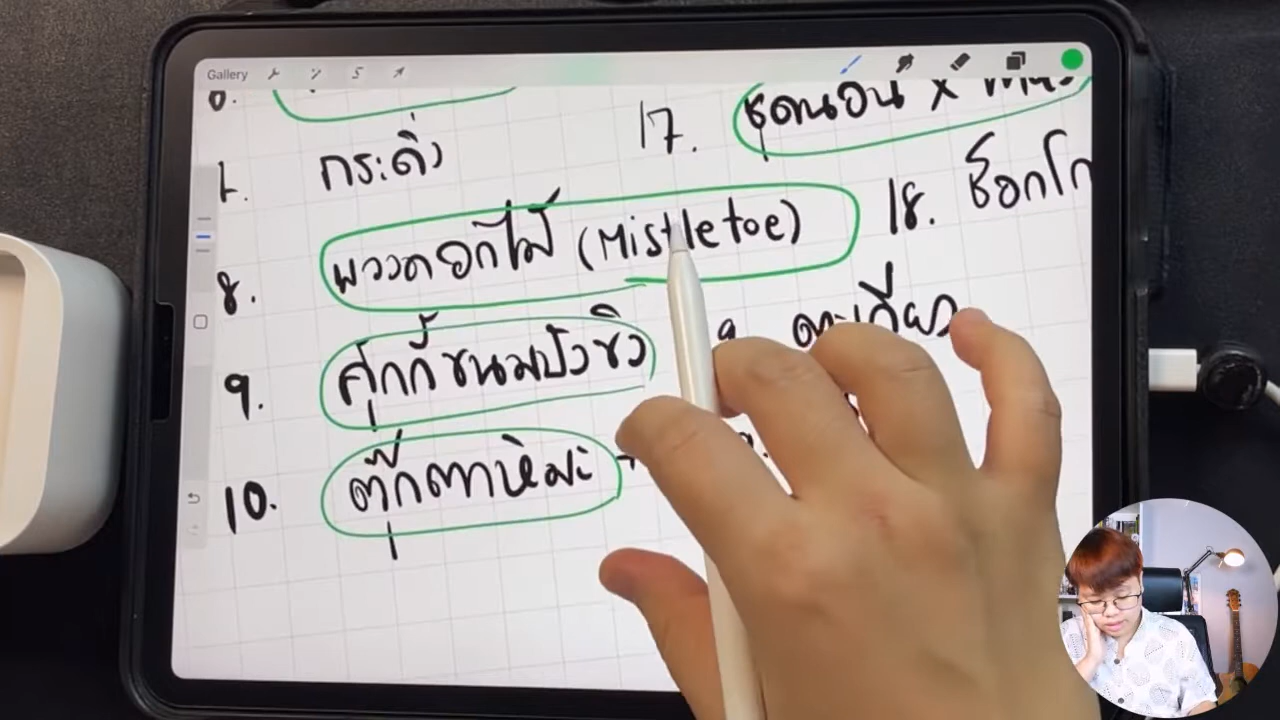 Gallery
7. กระดิ่ง
8. พวงดอกไม้ (Mistletoe)
9. คุกกี้ขนมปังขิง
10. ตุ๊กตาหิมะ
17.
18. ช็อกโก